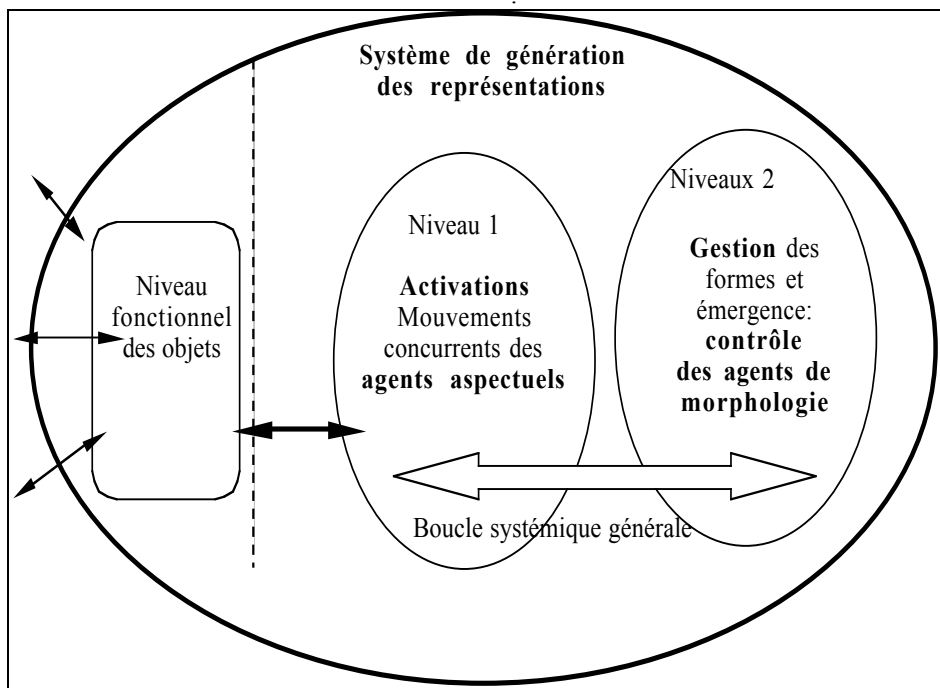 Système de génération
des représentations
Niveau
fonctionnel
des objets
Niveau 1
Activations
Mouvements
concurrents des
agents aspectuels
Niveaux 2
Gestion des
formes et
émergence:
contrôle
des agents de
morphologie
Boucle systémique générale